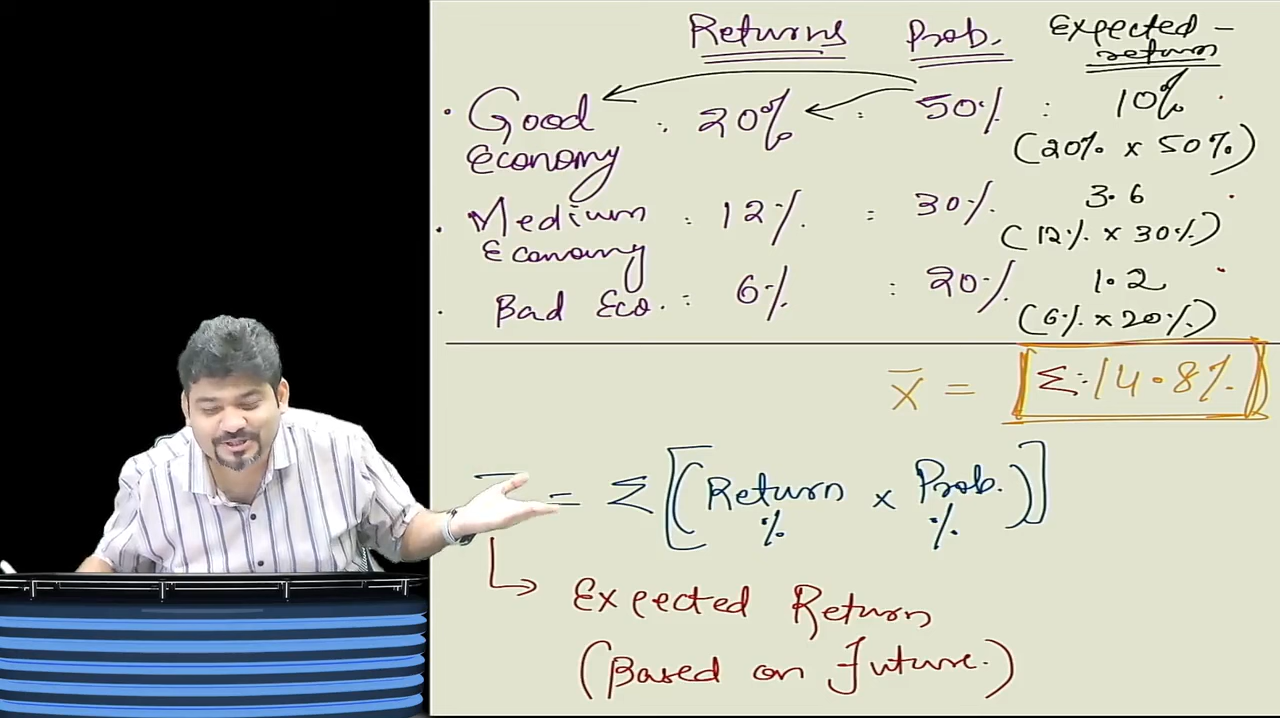 Returns Prob. Expected - return
. Good Economy : 20% : 50% : 10%
(20% x 50%)
. Medium Economy : 12% : 30% 3.6
(12% x 30%)
. Bad Eco. : 6% : 20% 1.2
(6% x 20%)
x̄ = Σ:14.8%
= Σ [(Return % x Prob. %)]
Expected Return
(Based on Future.)